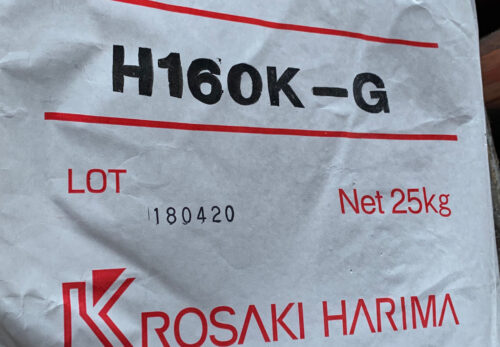 H160K-G
LOT
180420
Net 25kg
KROSAKI HARIMA